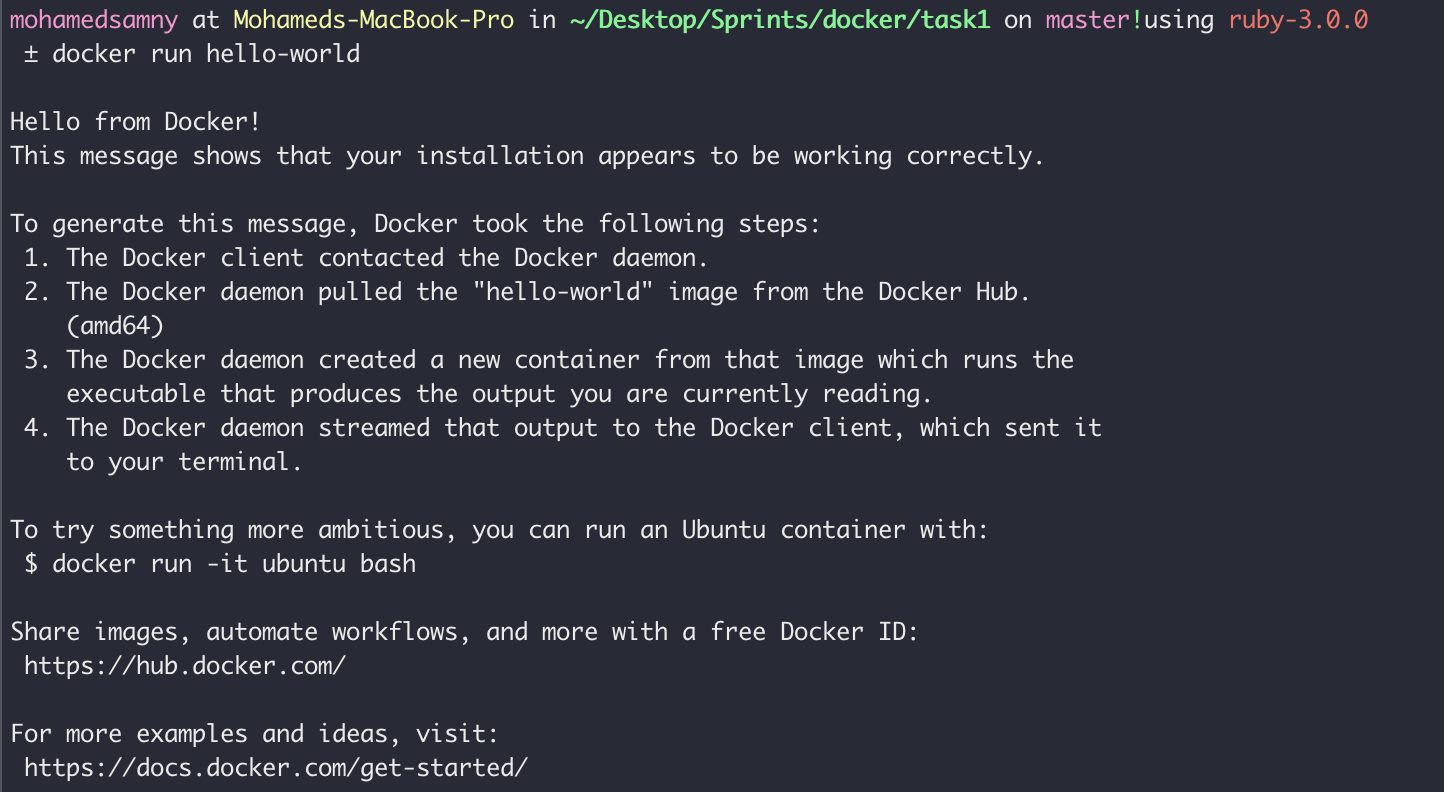 mohamedsamny at Mohameds-MacBook-Pro in ~/Desktop/Sprints/docker/task1 on master!using ruby-3.0.0
± docker run hello-world
Hello from Docker!
This message shows that your installation appears to be working correctly.
To generate this message, Docker took the following steps:
1. The Docker client contacted the Docker daemon.
2. The Docker daemon pulled the "hello-world" image from the Docker Hub.
(amd64)
3. The Docker daemon created a new container from that image which runs the
executable that produces the output you are currently reading.
4. The Docker daemon streamed that output to the Docker client, which sent it
to your terminal.
To try something more ambitious, you can run an Ubuntu container with:
$ docker run -it ubuntu bash
Share images, automate workflows, and more with a free Docker ID:
https://hub.docker.com/
For more examples and ideas, visit:
https://docs.docker.com/get-started/